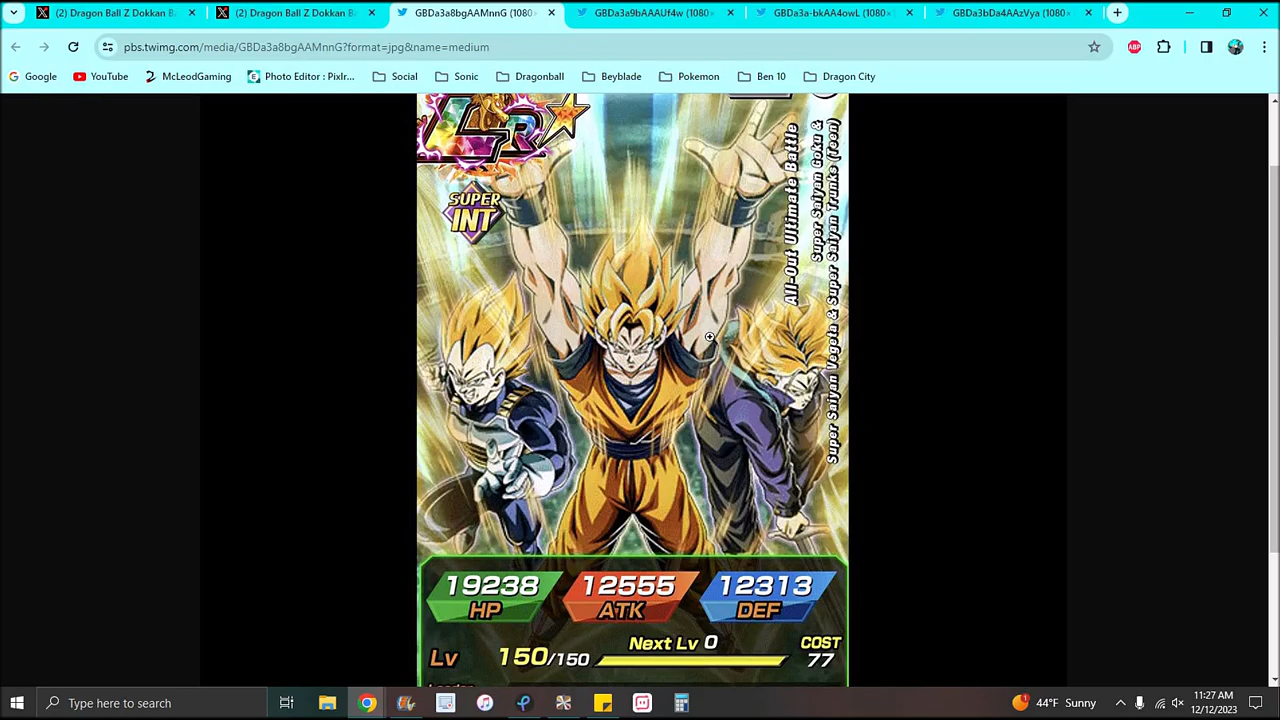 (2) Dragon Ball Z Dokkan B
(2) Dragon Ball Z Dokkan B
GBDa3a8bgAAMnnG (1080×
GBDa3a9bAAAUf4w (1080×
GBDa3a-bkAA4owL (1080×
GBDa3bDa4AAzVya (1080×
pbs.twimg.com/media/GBDa3a8bgAAMnnG?format=jpg&name=medium
ABP
Google
YouTube
McLeodGaming
Photo Editor : Pixlr...
Social
Sonic
Dragonball
Beyblade
Pokemon
Ben 10
Dragon City
LR
SUPER
INT
All-Out Ultimate Battle
Super Saiyan Goku &
Super Saiyan Vegeta & Super Saiyan Trunks (Teen)
19238
HP
12555
ATK
12313
DEF
Lv 150/150
Next Lv 0
COST
77
Type here to search
1
44°F Sunny
11:27 AM
12/12/2023